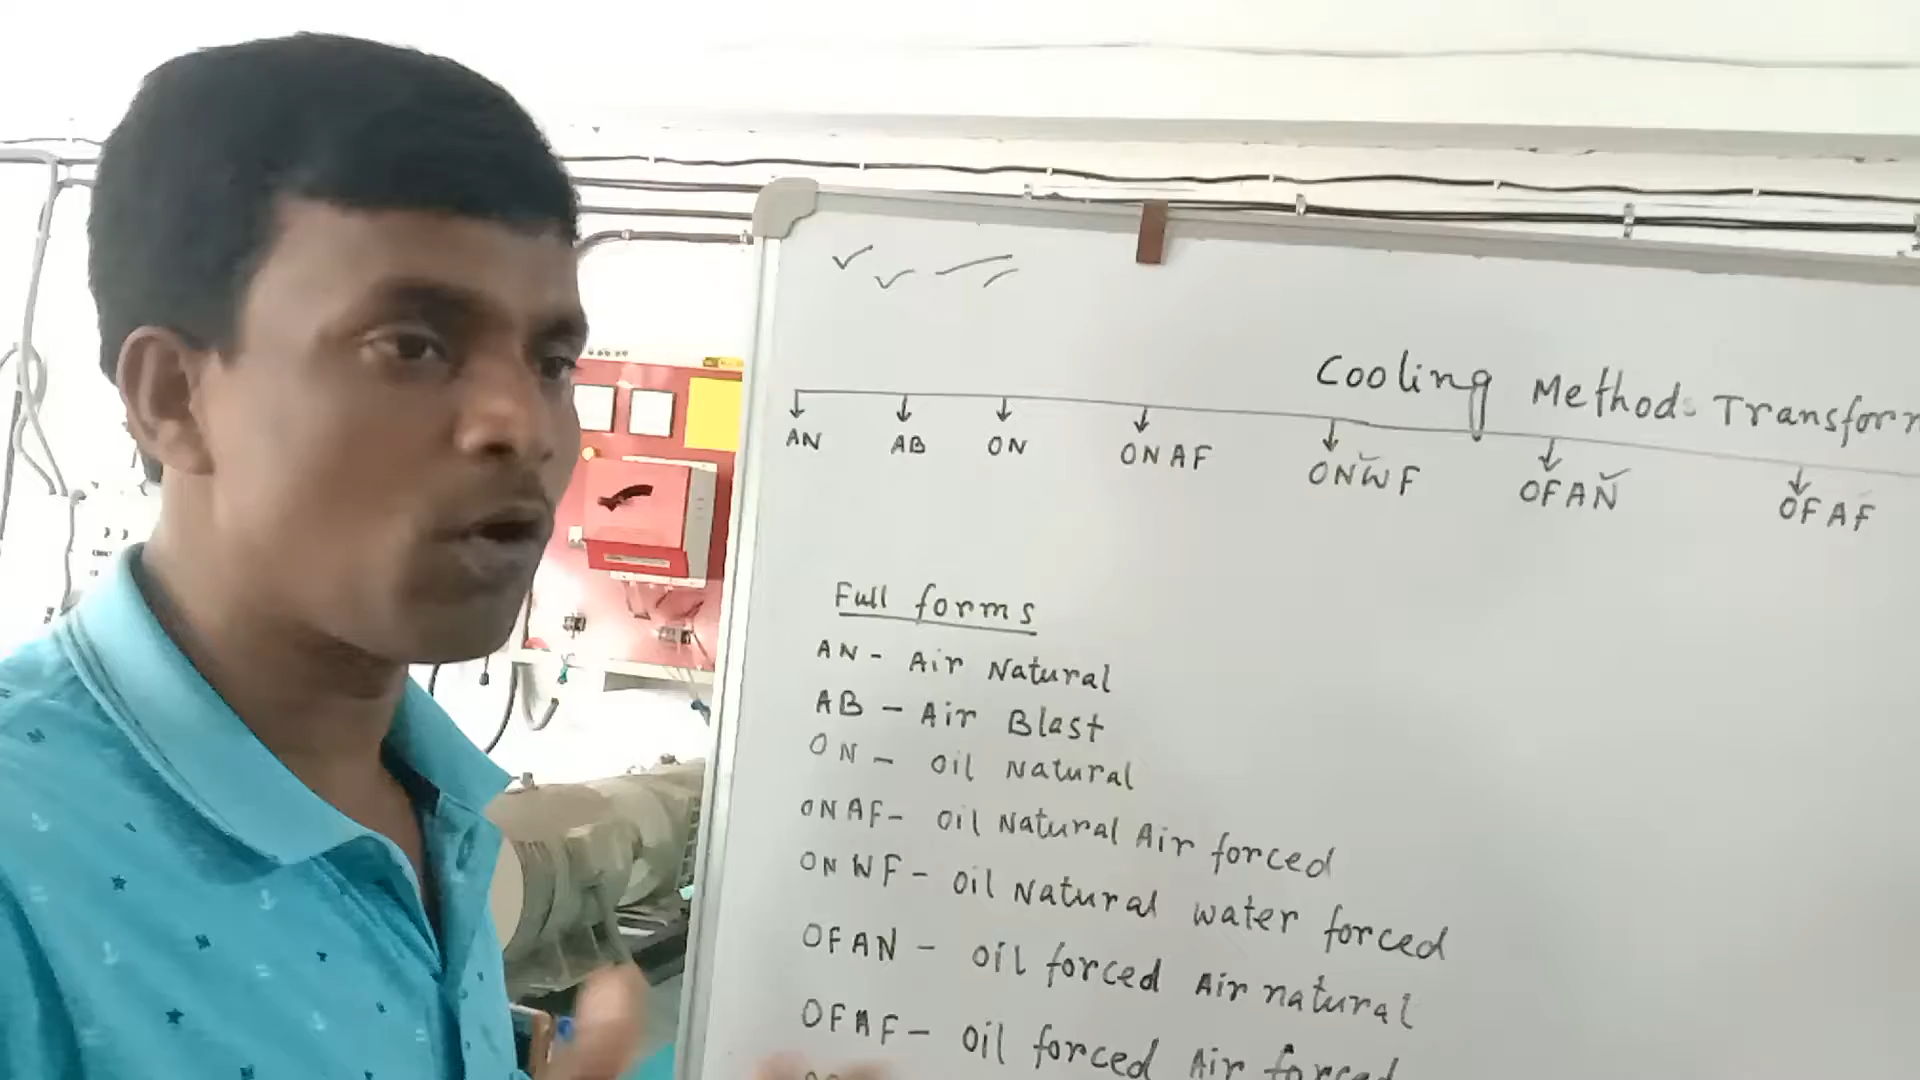 Cooling Methods Transform
AN AB ON ONAF ONWF OFAN OFAF
Full forms
AN - Air Natural
AB - Air Blast
ON - Oil Natural
ONAF - Oil Natural Air forced
ONWF - Oil Natural water forced
OFAN - Oil forced Air natural
OFAF - Oil forced Air forced